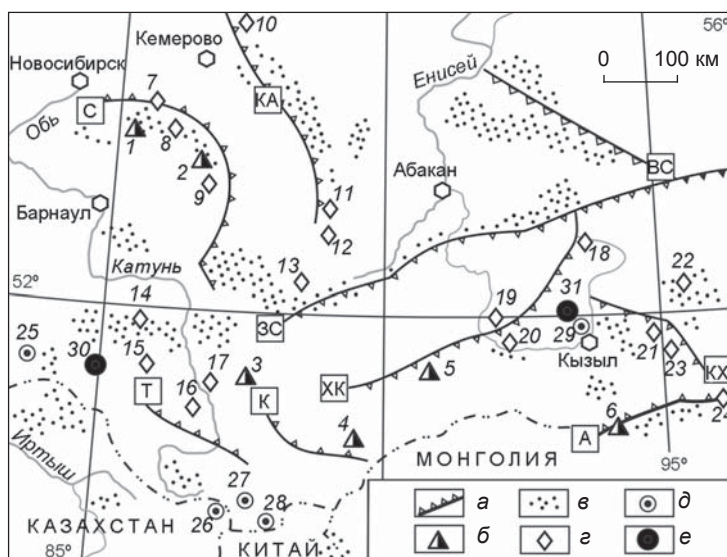 10
56°
Кемерово
Новосибирск
Енисей
0 100 км
7
КА
С
Обь
1
8
2
ВС
Абакан
9
Барнаул
11
12
18
Катунь
13
22
52°
31
14
19
ЗС
25
30
29
20
Кызыл
21
15
17
3
5
23
Т
ХК
КХ
16
К
24
4
6
А
Иртыш
МОНГОЛИЯ
95°
27
а
в
д
26
28
КАЗАХСТАН
КИТАЙ
б
г
е
85°